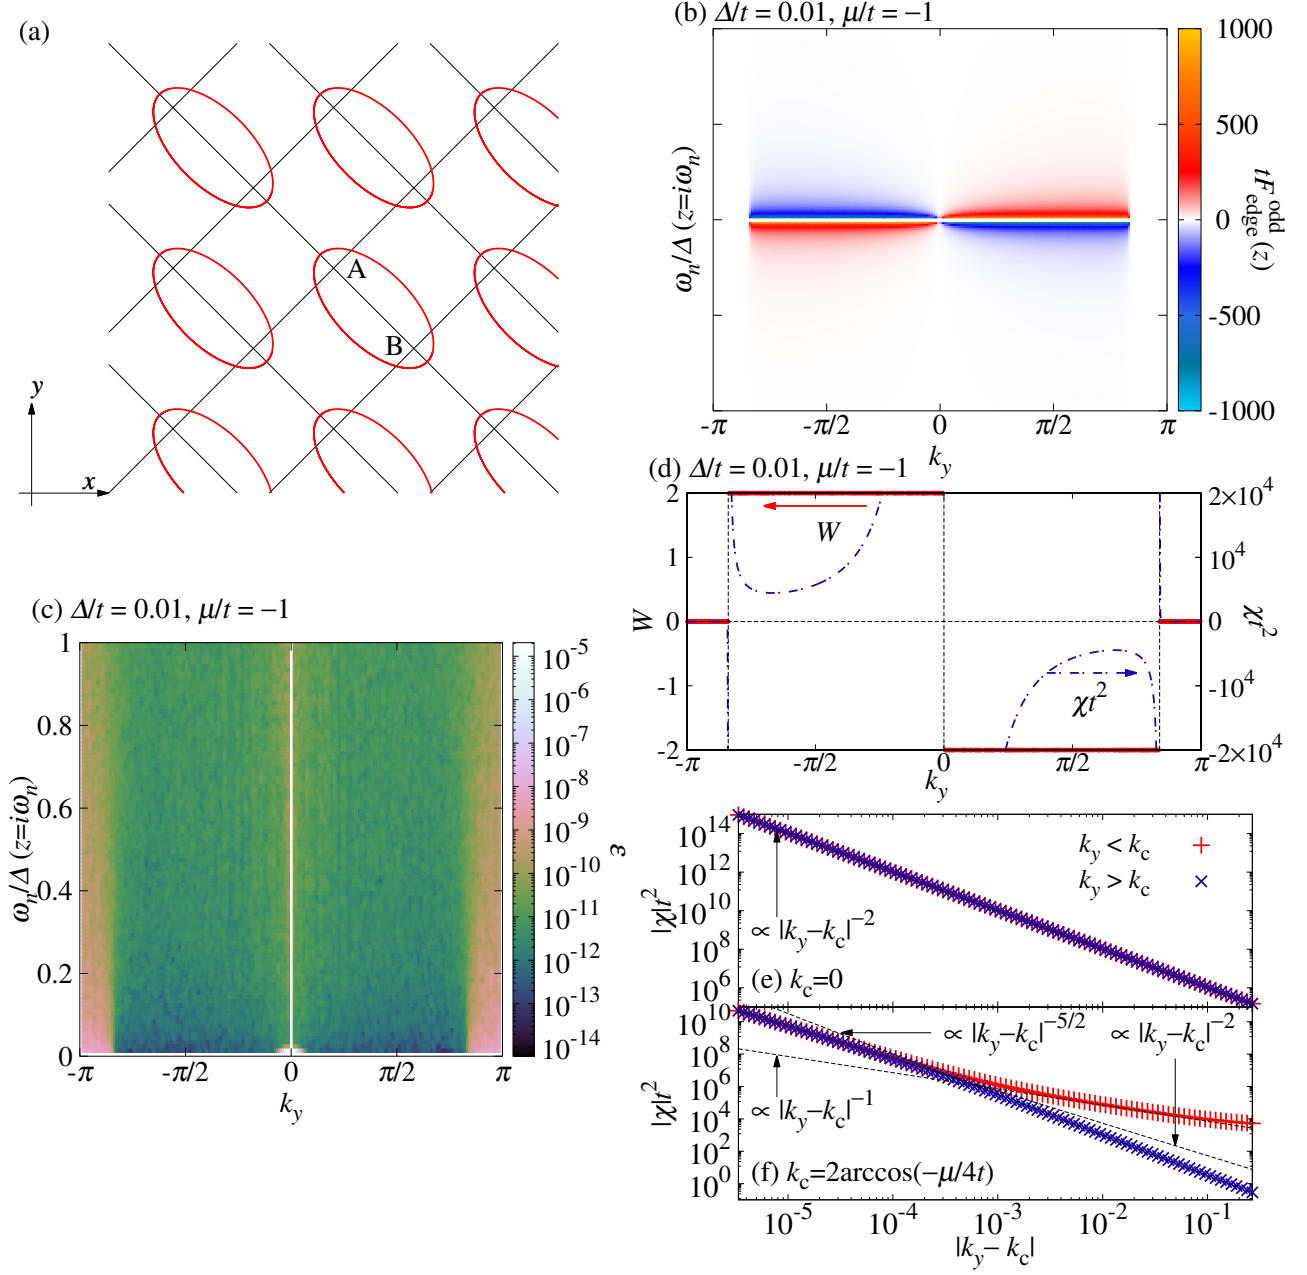 (a)
A
B
y
x
(b) Δ/t = 0.01, μ/t = −1
1000
500
0
-500
-1000
tF^odd_edge(z)
ω_n/Δ (z=iω_n)
-π -π/2 0 π/2 π
k_y
(c) Δ/t = 0.01, μ/t = −1
1
0.8
0.6
0.4
0.2
0
ω_n/Δ (z=iω_n)
-π -π/2 0 π/2 π
k_y
10^-5
10^-6
10^-7
10^-8
10^-9
10^-10
10^-11
10^-12
10^-13
10^-14
ε
(d) Δ/t = 0.01, μ/t = −1
2
1
0
-1
-2
W
W
χt^2
2×10^4
10^4
0
-10^4
-2×10^4
χt^2
-π -π/2 0 π/2 π
k_y
10^14
10^12
10^10
10^8
10^6
|χ|t^2
k_y < k_c
k_y > k_c
∝ |k_y−k_c|^−2
(e) k_c=0
10^10
10^8
10^6
10^4
10^2
10^0
|χ|t^2
∝ |k_y−k_c|^−5/2
∝ |k_y−k_c|^−2
∝ |k_y−k_c|^−1
(f) k_c=2arccos(−μ/4t)
10^-5 10^-4 10^-3 10^-2 10^-1
|k_y− k_c|